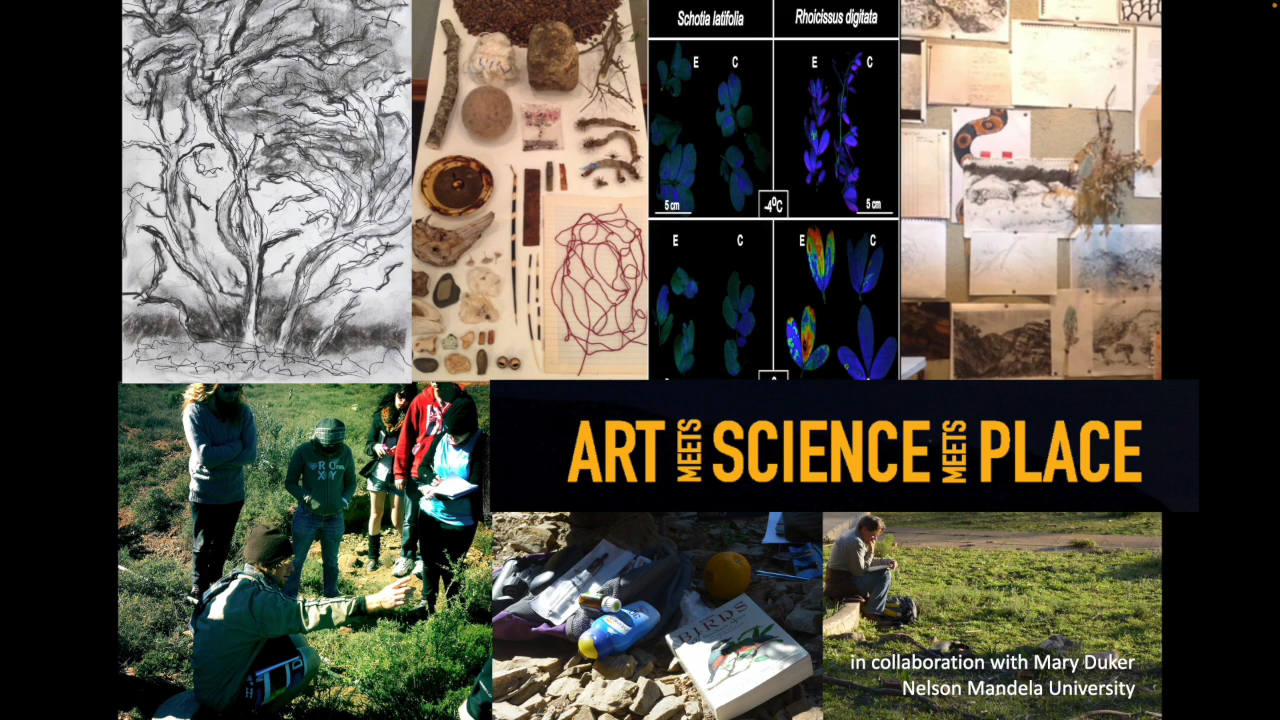 Schotia latifolia
Rhoicissus digitata
E C
E C
5 cm
-4⁰C
5 cm
E C
E C
ART MEETS SCIENCE MEETS PLACE
BIRDS
in collaboration with Mary Duker
Nelson Mandela University